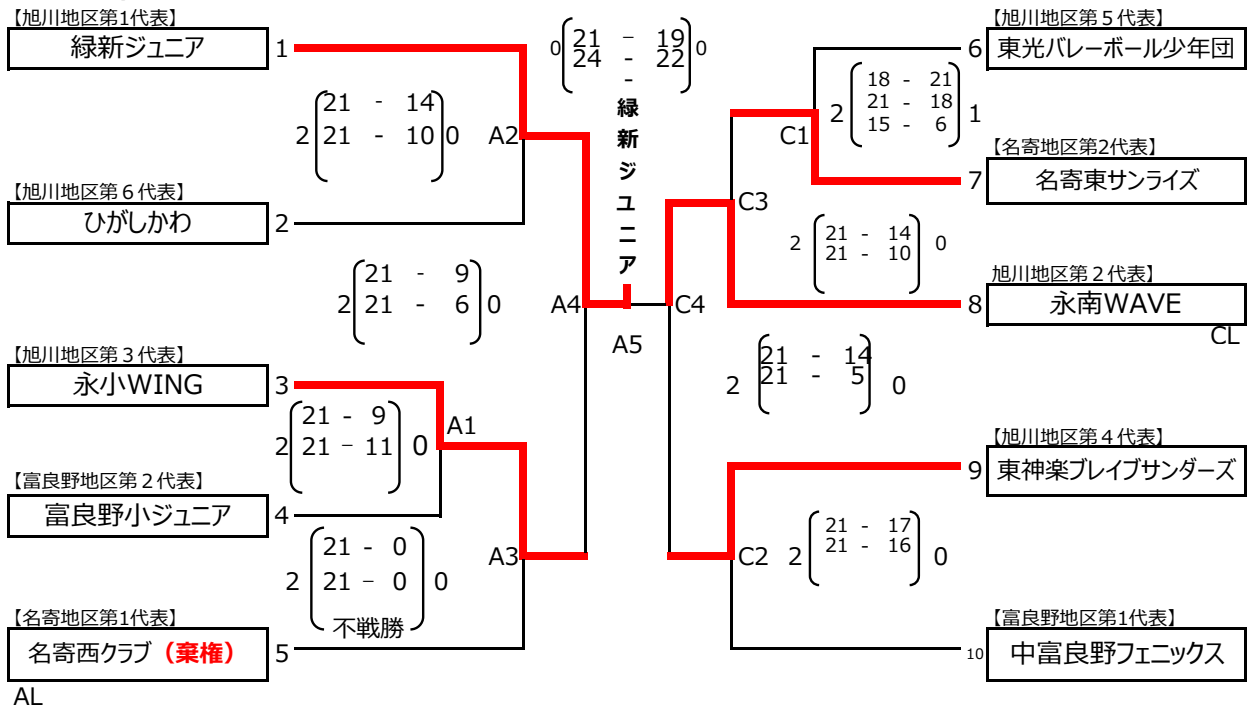 【旭川地区第1代表】
緑新ジュニア 1
21 - 14
2 21 - 10 0 A2
【旭川地区第６代表】
ひがしかわ 2
21 - 9
2 21 - 6 0 A4
【旭川地区第３代表】
永小WING 3
A1
21 - 9
2 21 - 11 0
【富良野地区第２代表】
富良野小ジュニア 4
21 - 0
2 21 - 0 0 A3
不戦勝
【名寄地区第1代表】
名寄西クラブ（棄権） 5
AL
0 21 - 19 0
24 - 22
-
緑新ジュニア
A5
【旭川地区第５代表】
6 東光バレーボール少年団
18 - 21
2 21 - 18 1
15 - 6
C1
【名寄地区第2代表】
7 名寄東サンライズ
C3
2 21 - 14 0
21 - 10
旭川地区第２代表】
8 永南WAVE
CL
C4
21 - 14
2 21 - 5 0
【旭川地区第４代表】
9 東神楽ブレイブサンダーズ
21 - 17
C2 2 21 - 16 0
【富良野地区第1代表】
10 中富良野フェニックス